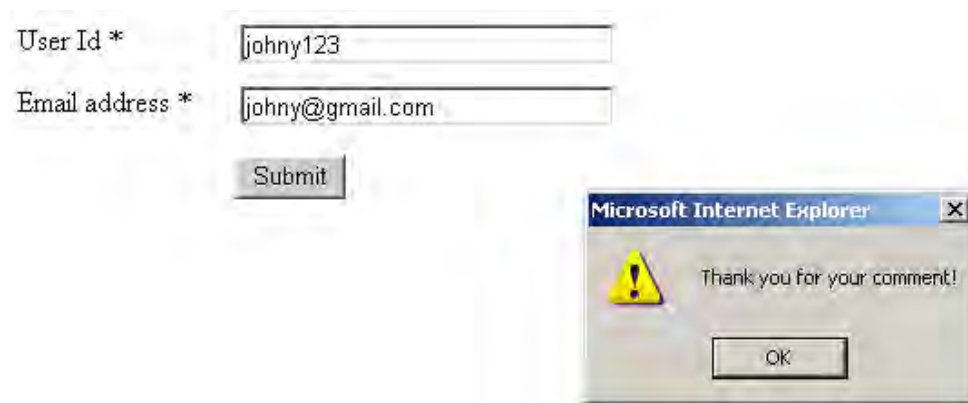 User Id * johny123
Email address * johny@gmail.com
Submit
Microsoft Internet Explorer
Thank you for your comment!
OK